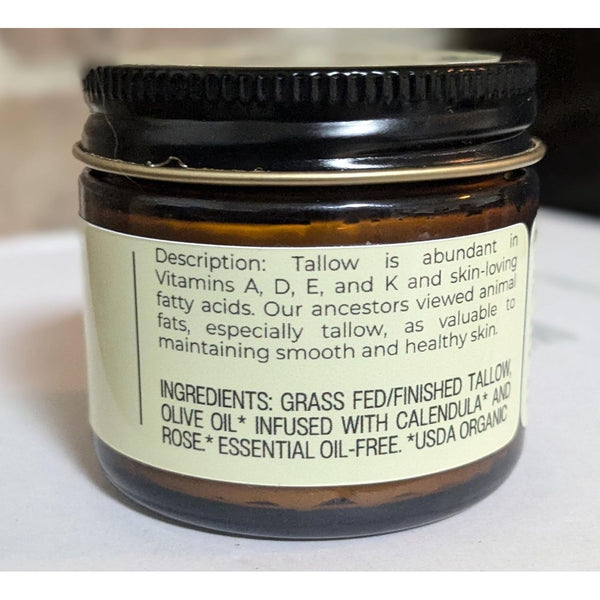 Description: Tallow is abundant in
Vitamins A, D, E, and K and skin-loving
fatty acids. Our ancestors viewed animal
fats, especially tallow, as valuable to
maintaining smooth and healthy skin.
INGREDIENTS: GRASS FED/FINISHED TALLOW,
OLIVE OIL* INFUSED WITH CALENDULA* AND
ROSE.* ESSENTIAL OIL-FREE. *USDA ORGANIC